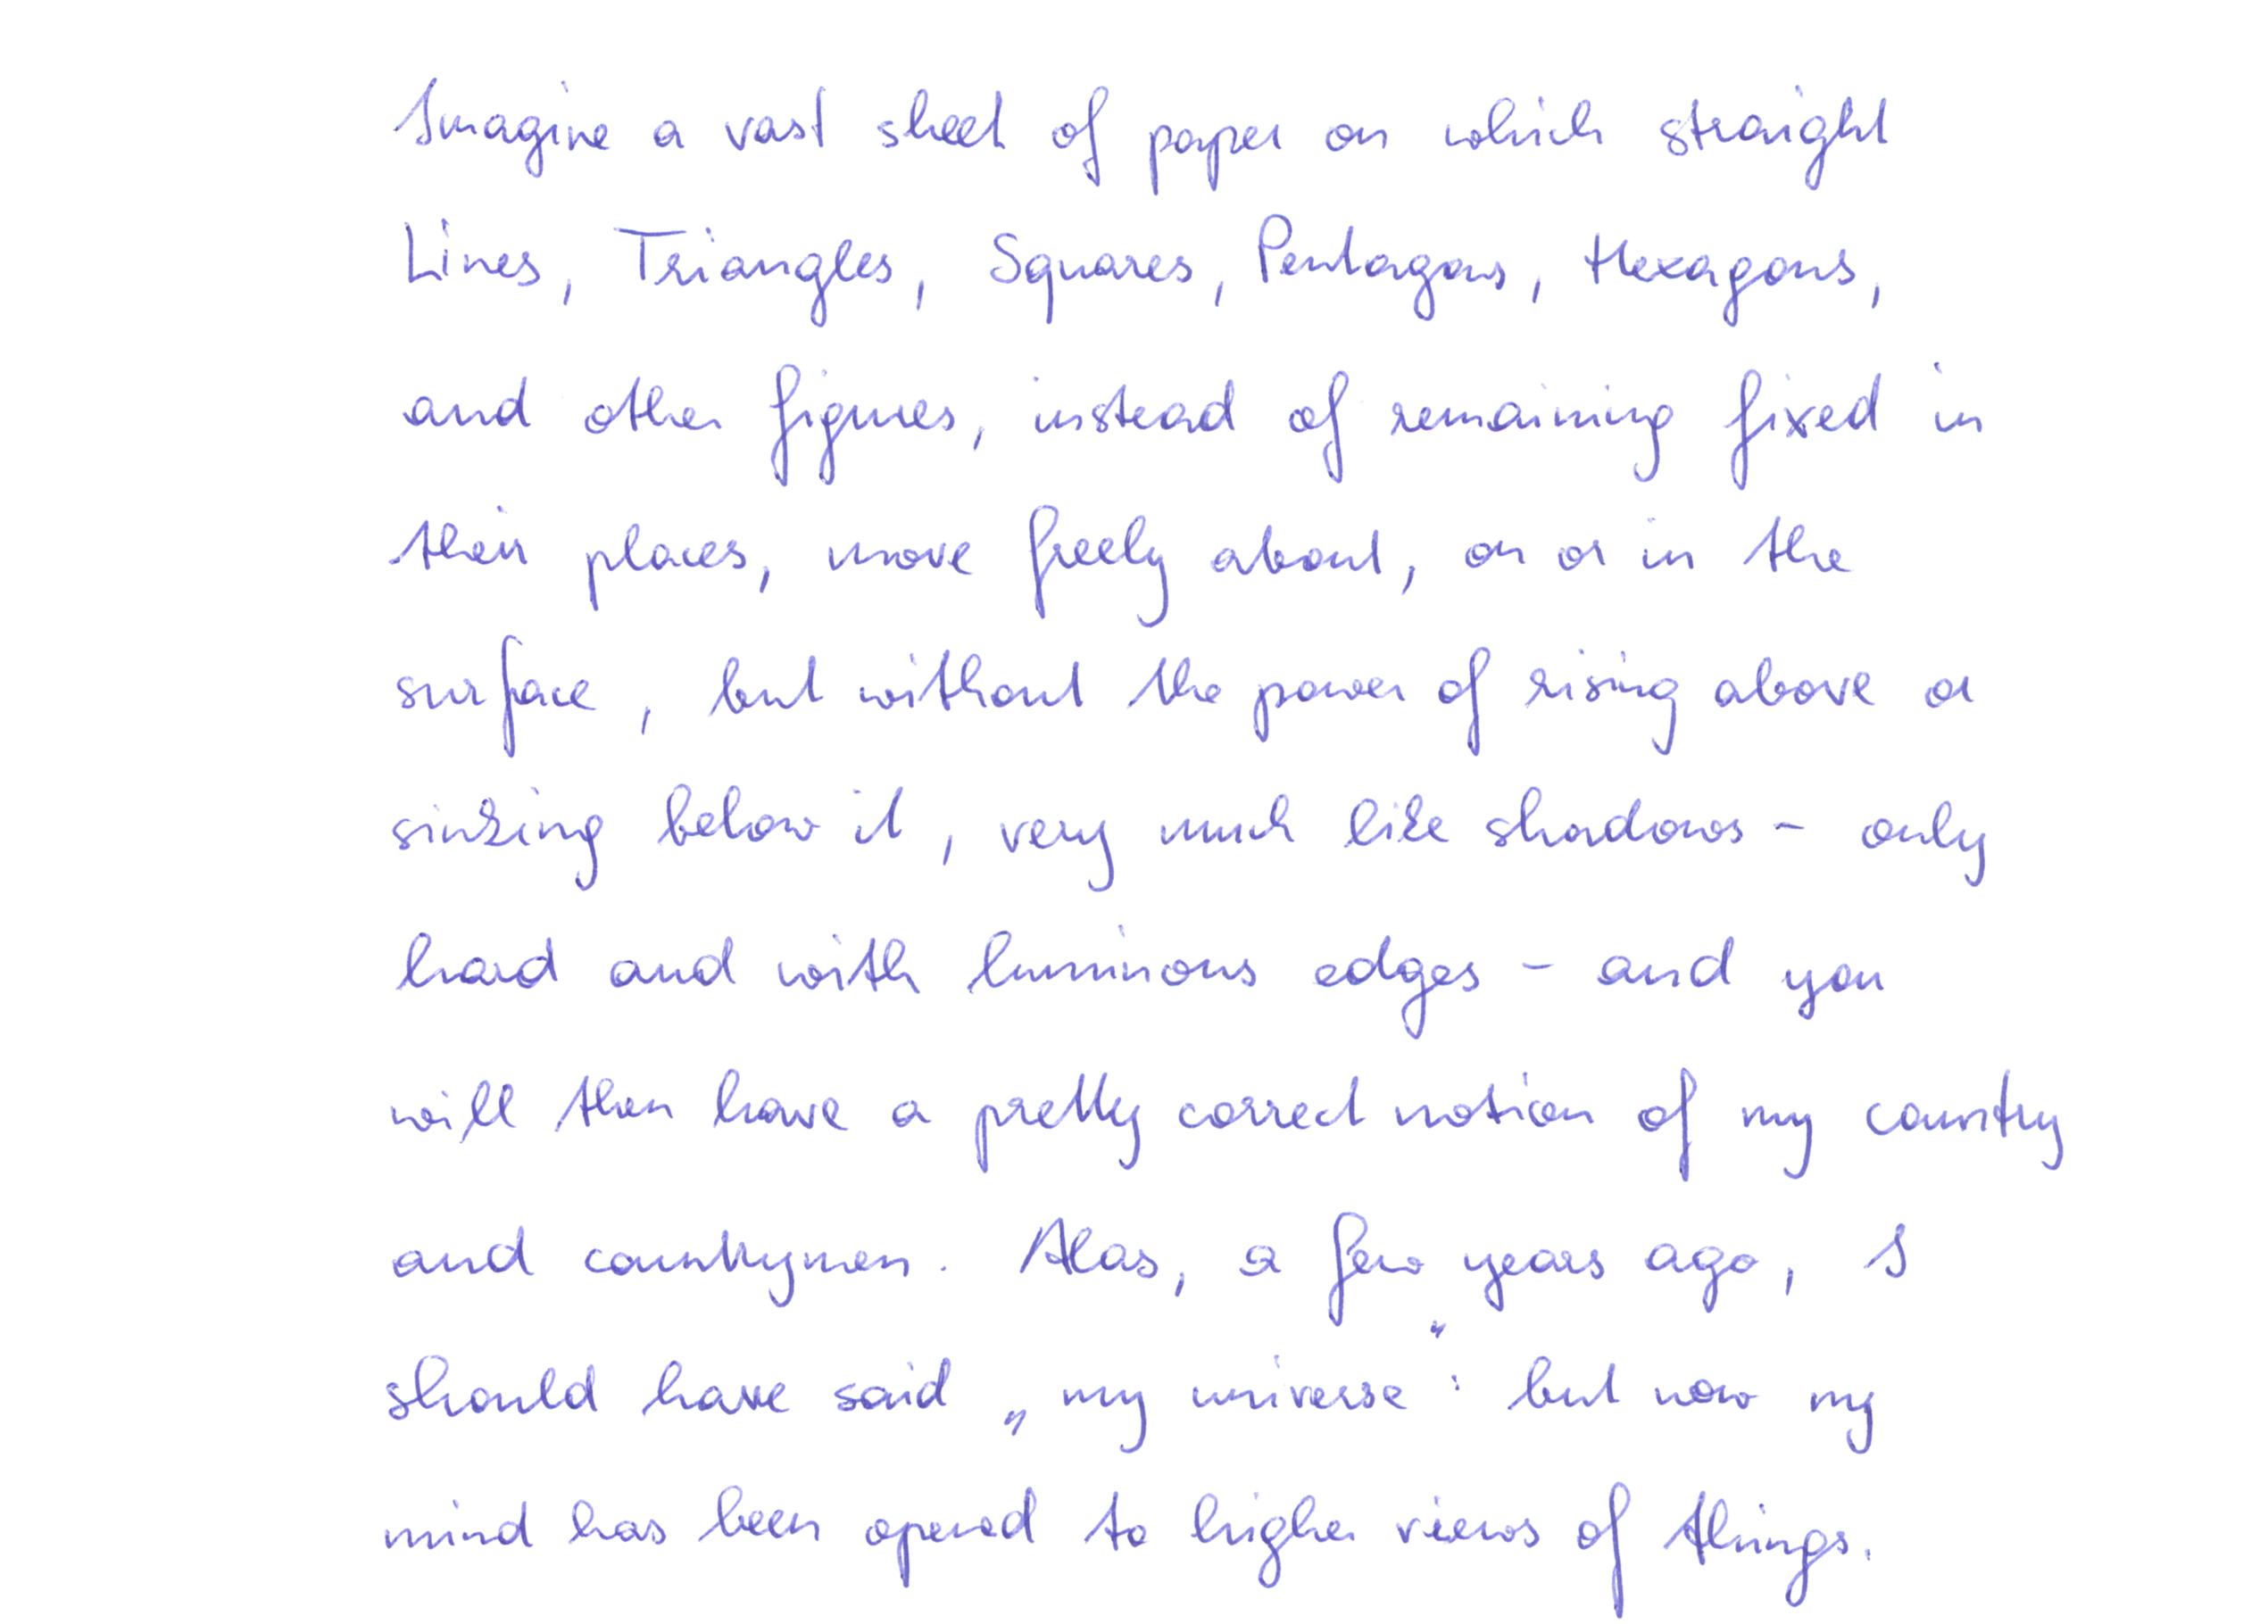 Imagine a vast sheet of paper on which straight
Lines, Triangles, Squares, Pentagons, Hexagons,
and other figures, instead of remaining fixed in
their places, move freely about, on or in the
surface, but without the power of rising above or
sinking below it, very much like shadows - only
hard and with luminous edges - and you
will then have a pretty correct notion of my country
and countrymen. Alas, a few years ago, I
should have said „my universe“: but now my
mind has been opened to higher views of things.